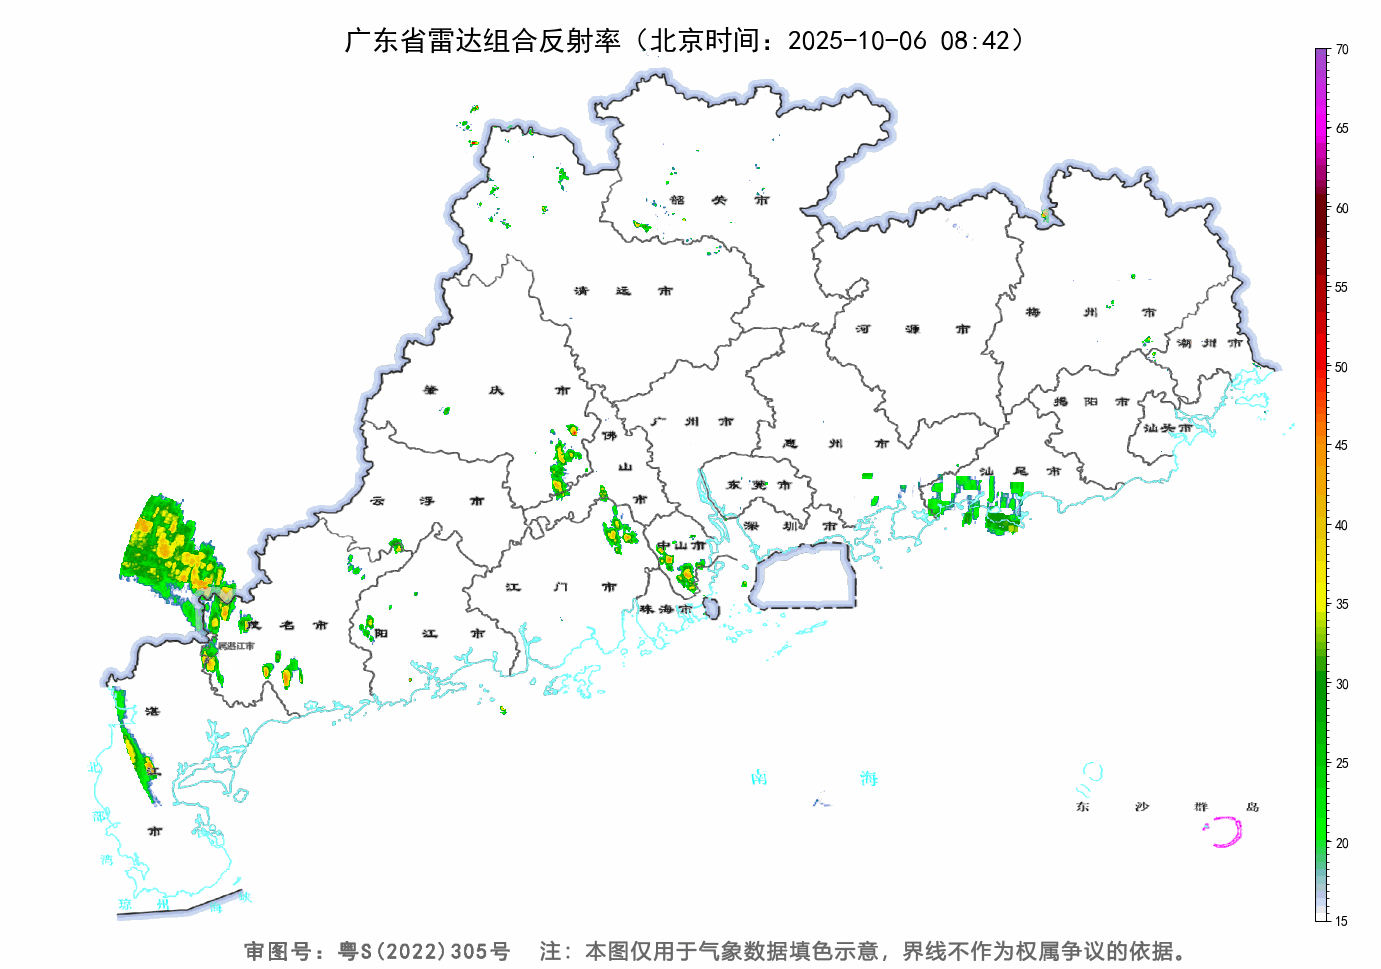 广东省雷达组合反射率（北京时间：2025-10-06 08:42）
70
65
60
55
50
45
40
35
30
25
20
15
韶关市
清远市
河源市
梅州市
潮州市
肇庆市
广州市
佛山市
惠州市
揭阳市
汕头市
汕尾市
云浮市
东莞市
深圳市
中山市
江门市
珠海市
茂名市
阳江市
属湛江市
湛江市
南海
东沙群岛
北部湾
琼州海峡
审图号：粤S(2022)305号 注：本图仅用于气象数据填色示意，界线不作为权属争议的依据。